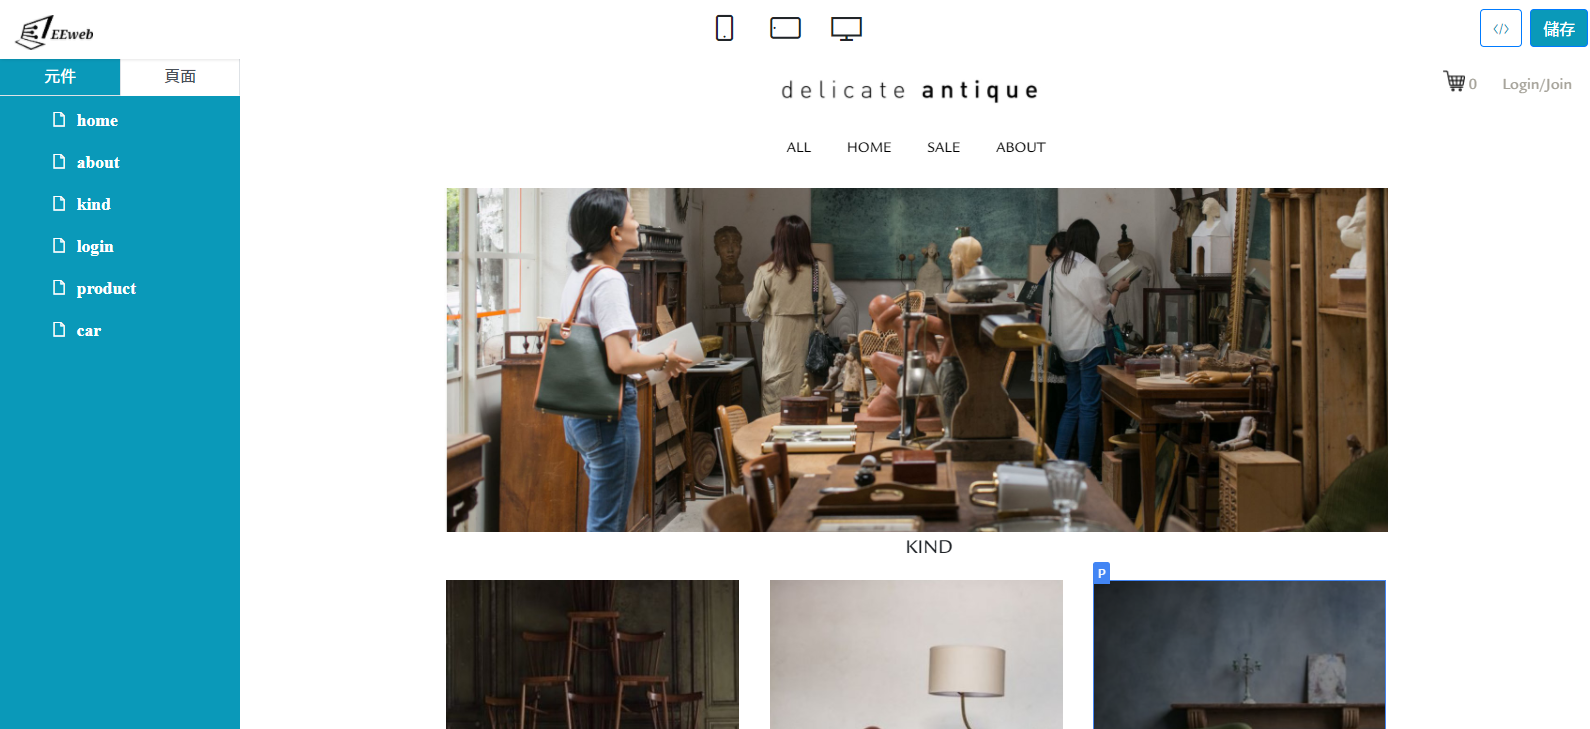 EEweb
</>
儲存
元件
頁面
home
about
kind
login
product
car
delicate antique
0
Login/Join
ALL
HOME
SALE
ABOUT
KIND
P